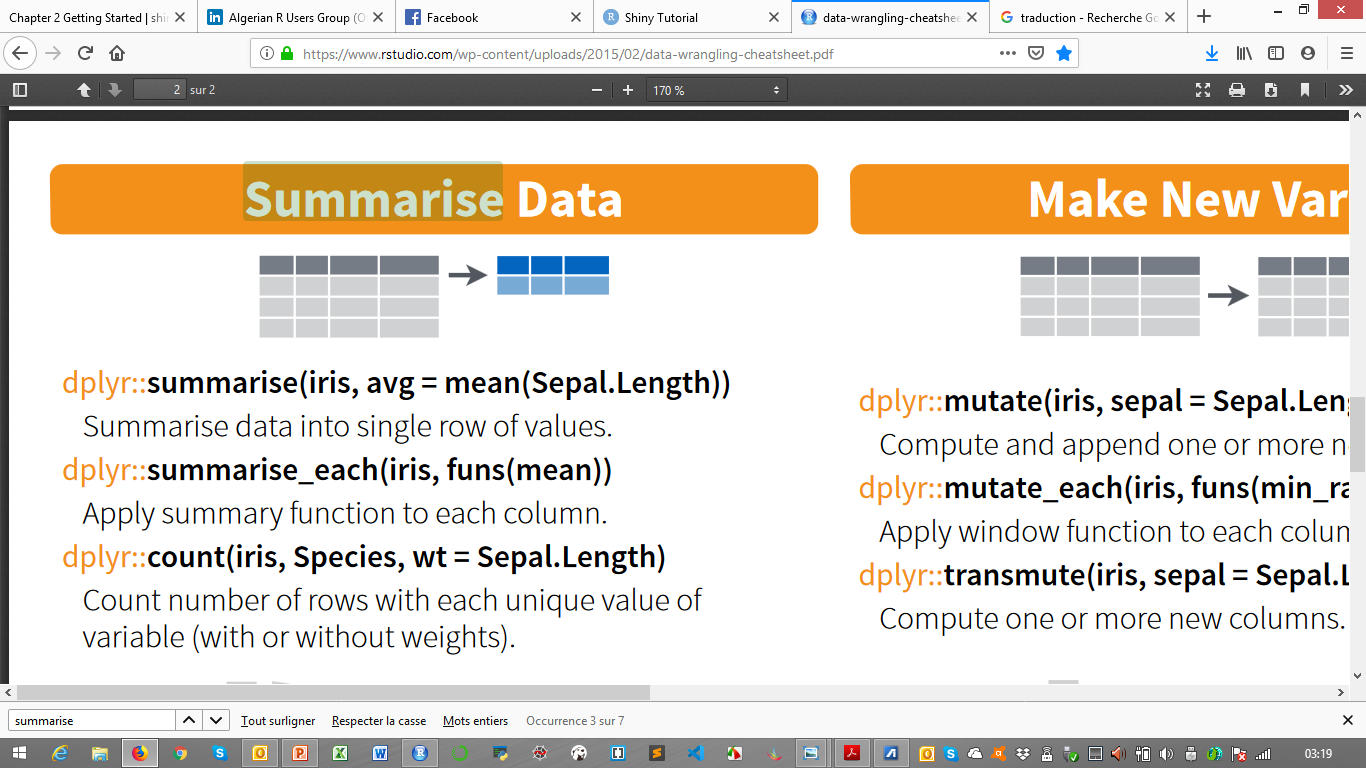 Chapter 2 Getting Started | shi
Algerian R Users Group (O
Facebook
Shiny Tutorial
data-wrangling-cheatshee
traduction - Recherche Go
https://www.rstudio.com/wp-content/uploads/2015/02/data-wrangling-cheatsheet.pdf
2 sur 2
170 %
Summarise Data
dplyr::summarise(iris, avg = mean(Sepal.Length))
Summarise data into single row of values.
dplyr::summarise_each(iris, funs(mean))
Apply summary function to each column.
dplyr::count(iris, Species, wt = Sepal.Length)
Count number of rows with each unique value of
variable (with or without weights).
Make New Var
dplyr::mutate(iris, sepal = Sepal.Leng
Compute and append one or more n
dplyr::mutate_each(iris, funs(min_ra
Apply window function to each colun
dplyr::transmute(iris, sepal = Sepal.L
Compute one or more new columns.
summarise
Tout surligner
Respecter la casse
Mots entiers
Occurrence 3 sur 7
03:19